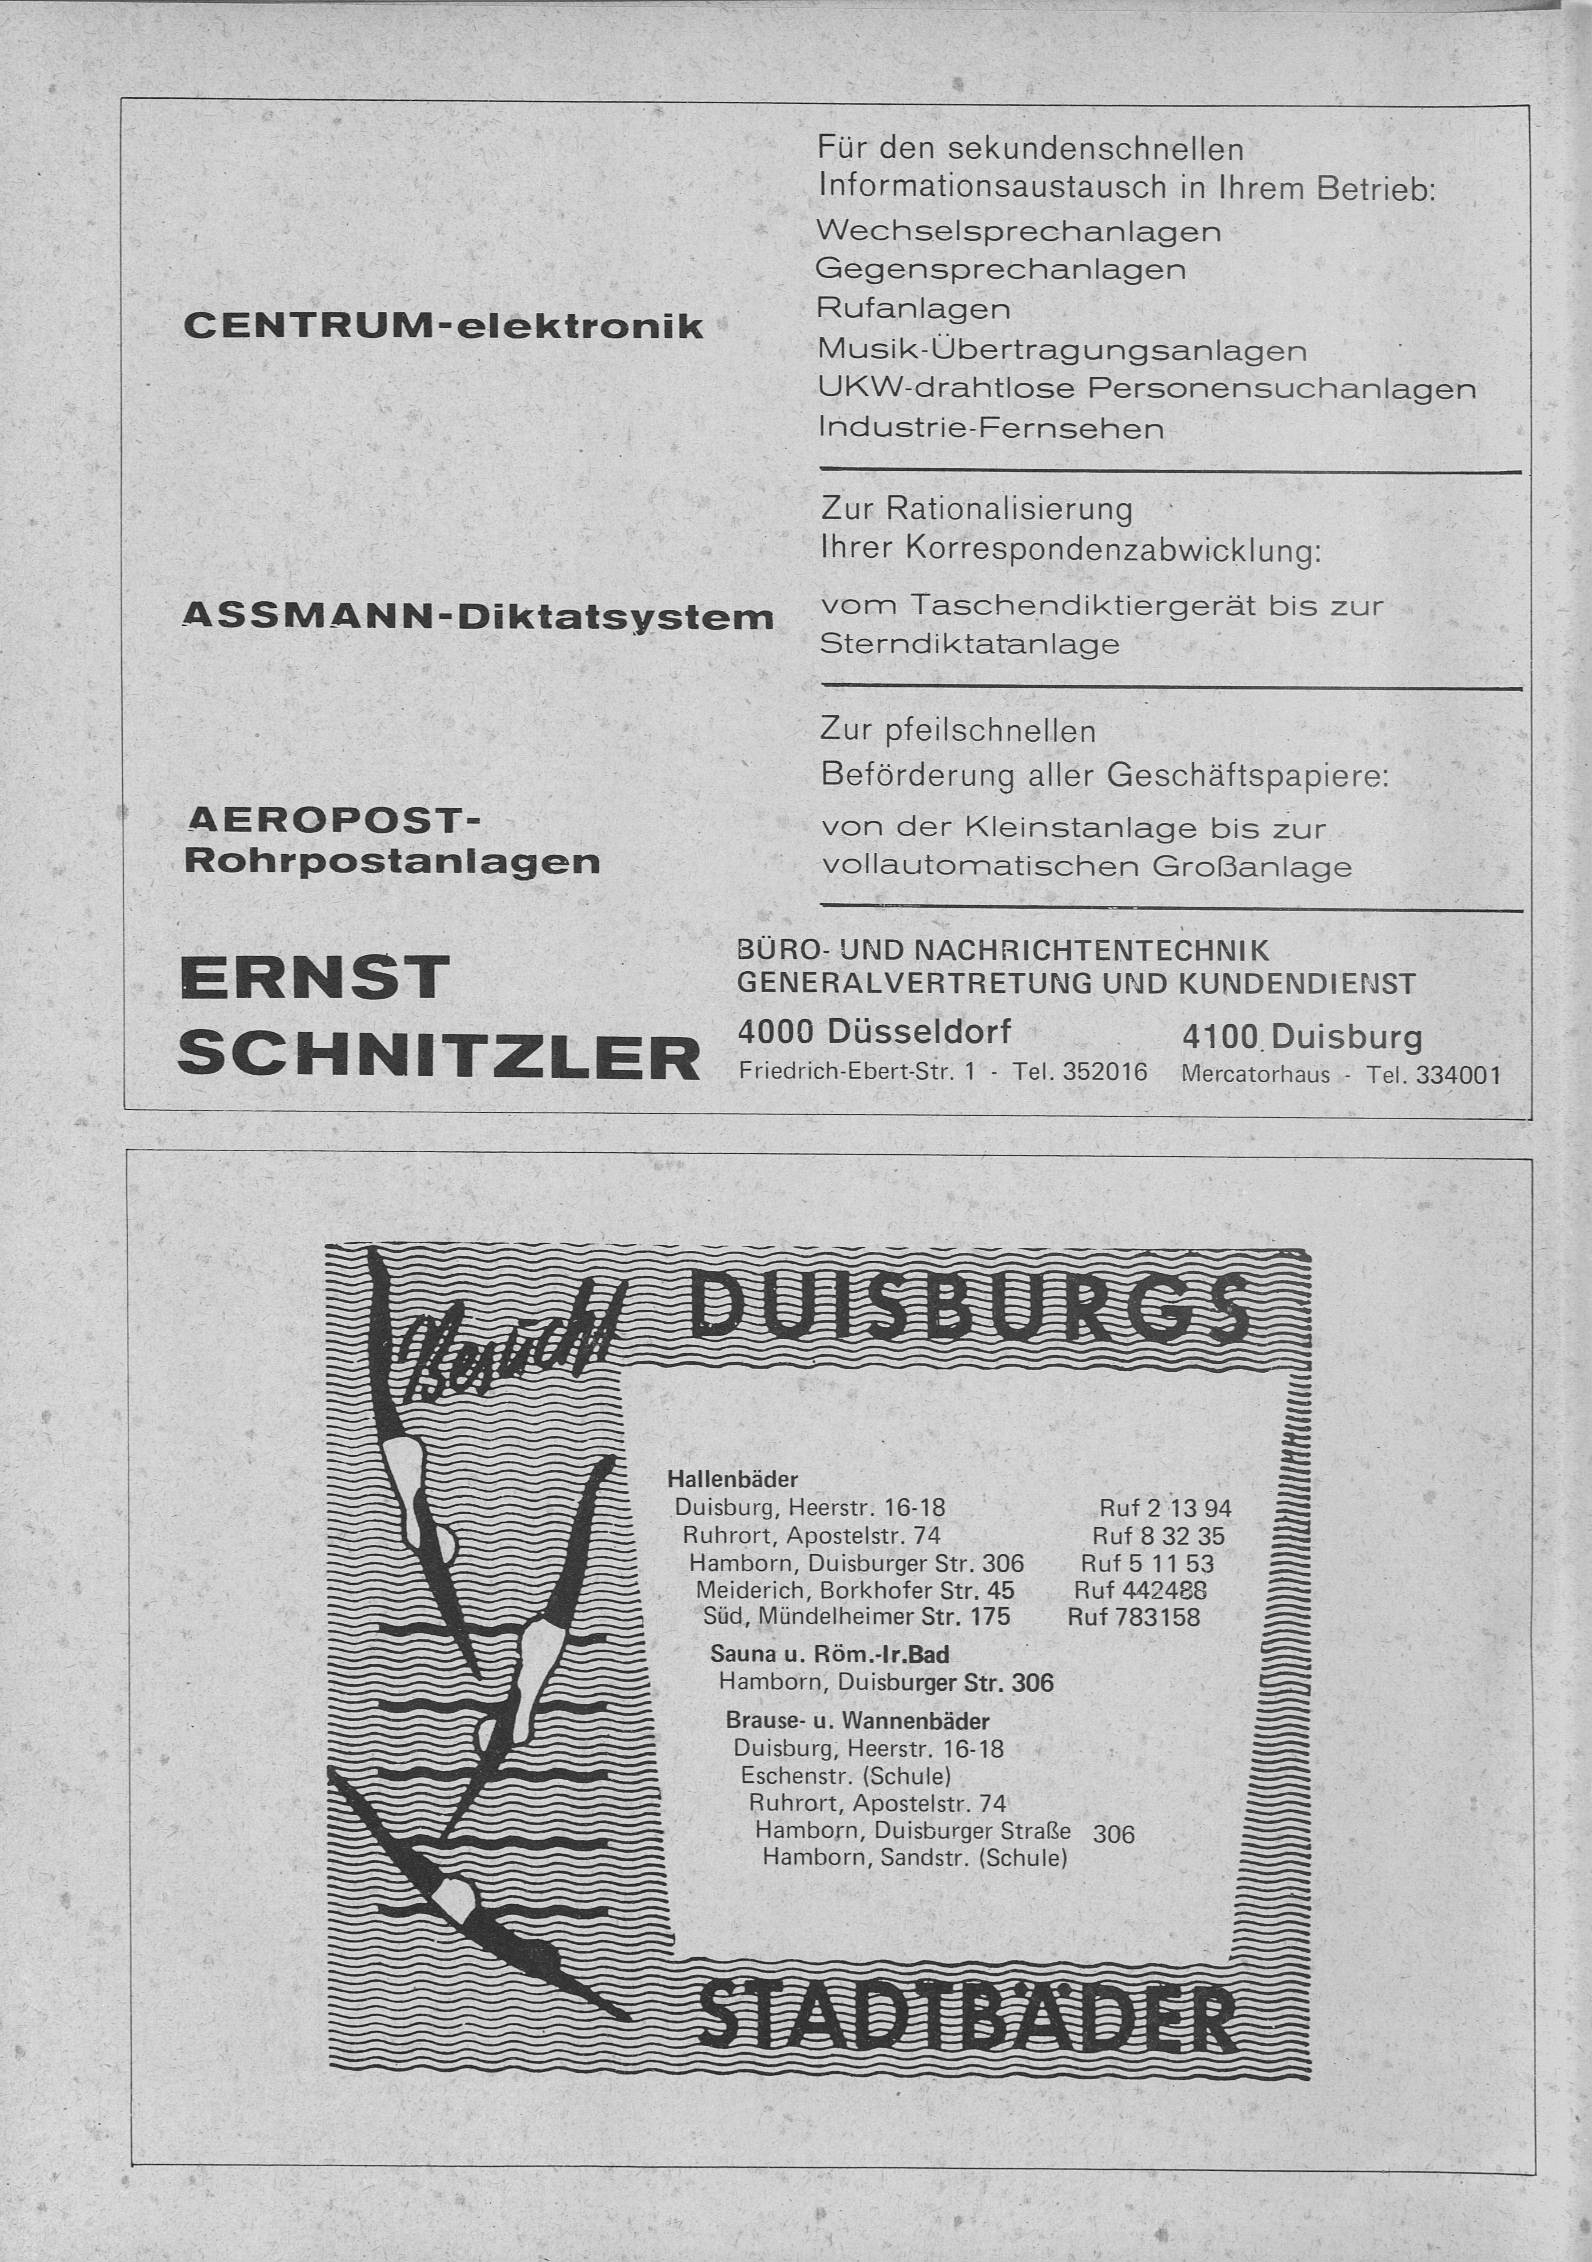 CENTRUM-elektronik
Für den sekundenschnellen
Informationsaustausch in Ihrem Betrieb:
Wechselsprechanlagen
Gegensprechanlagen
Rufanlagen
Musik-Übertragungsanlagen
UKW-drahtlose Personensuchanlagen
Industrie-Fernsehen
ASSMANN-Diktatsystem
Zur Rationalisierung
Ihrer Korrespondenzabwicklung:
vom Taschendiktiergerät bis zur
Sterndiktatanlage
AEROPOST-
Rohrpostanlagen
Zur pfeilschnellen
Beförderung aller Geschäftspapiere:
von der Kleinstanlage bis zur
vollautomatischen Großanlage
ERNST
SCHNITZLER
BÜRO- UND NACHRICHTENTECHNIK
GENERALVERTRETUNG UND KUNDENDIENST
4000 Düsseldorf
Friedrich-Ebert-Str. 1 - Tel. 352016
4100 Duisburg
Mercatorhaus - Tel. 334001
Besucht DUISBURGS
Hallenbäder
Duisburg, Heerstr. 16-18 Ruf 2 13 94
Ruhrort, Apostelstr. 74 Ruf 8 32 35
Hamborn, Duisburger Str. 306 Ruf 5 11 53
Meiderich, Borkhofer Str. 45 Ruf 442488
Süd, Mündelheimer Str. 175 Ruf 783158
Sauna u. Röm.-Ir.Bad
Hamborn, Duisburger Str. 306
Brause- u. Wannenbäder
Duisburg, Heerstr. 16-18
Eschenstr. (Schule)
Ruhrort, Apostelstr. 74
Hamborn, Duisburger Straße 306
Hamborn, Sandstr. (Schule)
STADTBÄDER